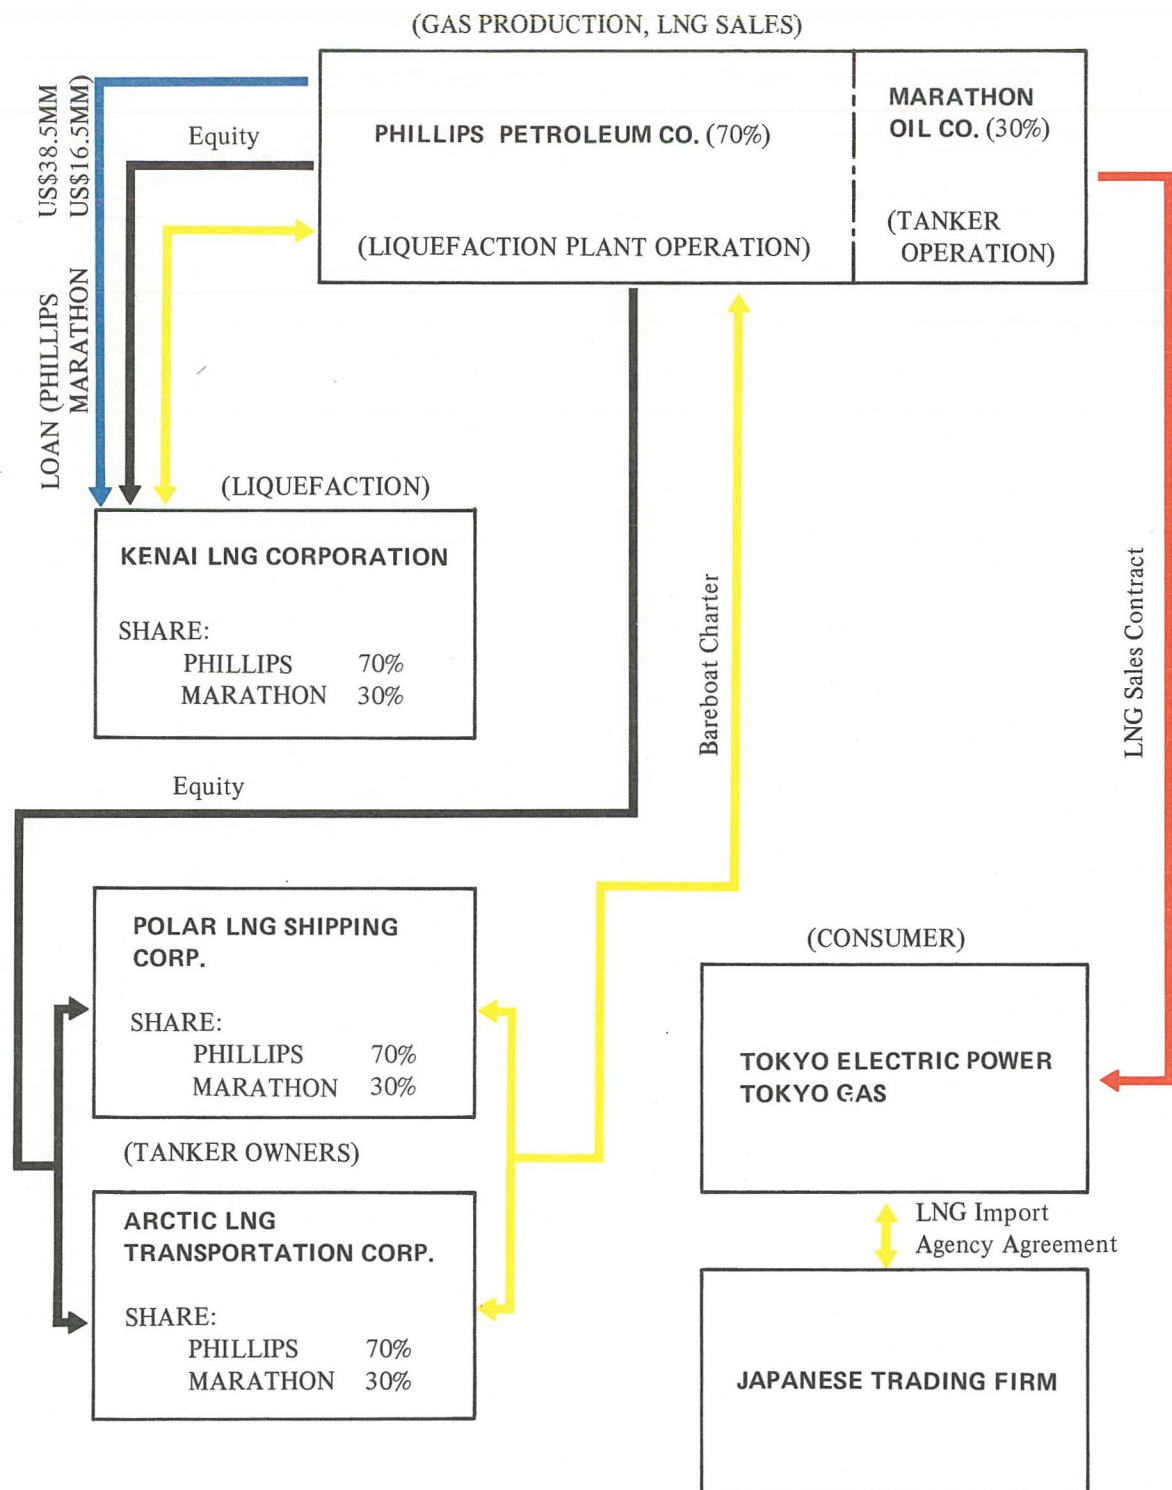 (GAS PRODUCTION, LNG SALES)
PHILLIPS PETROLEUM CO. (70%)
(LIQUEFACTION PLANT OPERATION)
MARATHON
OIL CO. (30%)
(TANKER
OPERATION)
LOAN (PHILLIPS US$38.5MM
MARATHON US$16.5MM)
Equity
(LIQUEFACTION)
KENAI LNG CORPORATION
SHARE:
PHILLIPS 70%
MARATHON 30%
Bareboat Charter
LNG Sales Contract
Equity
POLAR LNG SHIPPING
CORP.
SHARE:
PHILLIPS 70%
MARATHON 30%
(TANKER OWNERS)
ARCTIC LNG
TRANSPORTATION CORP.
SHARE:
PHILLIPS 70%
MARATHON 30%
(CONSUMER)
TOKYO ELECTRIC POWER
TOKYO GAS
LNG Import
Agency Agreement
JAPANESE TRADING FIRM